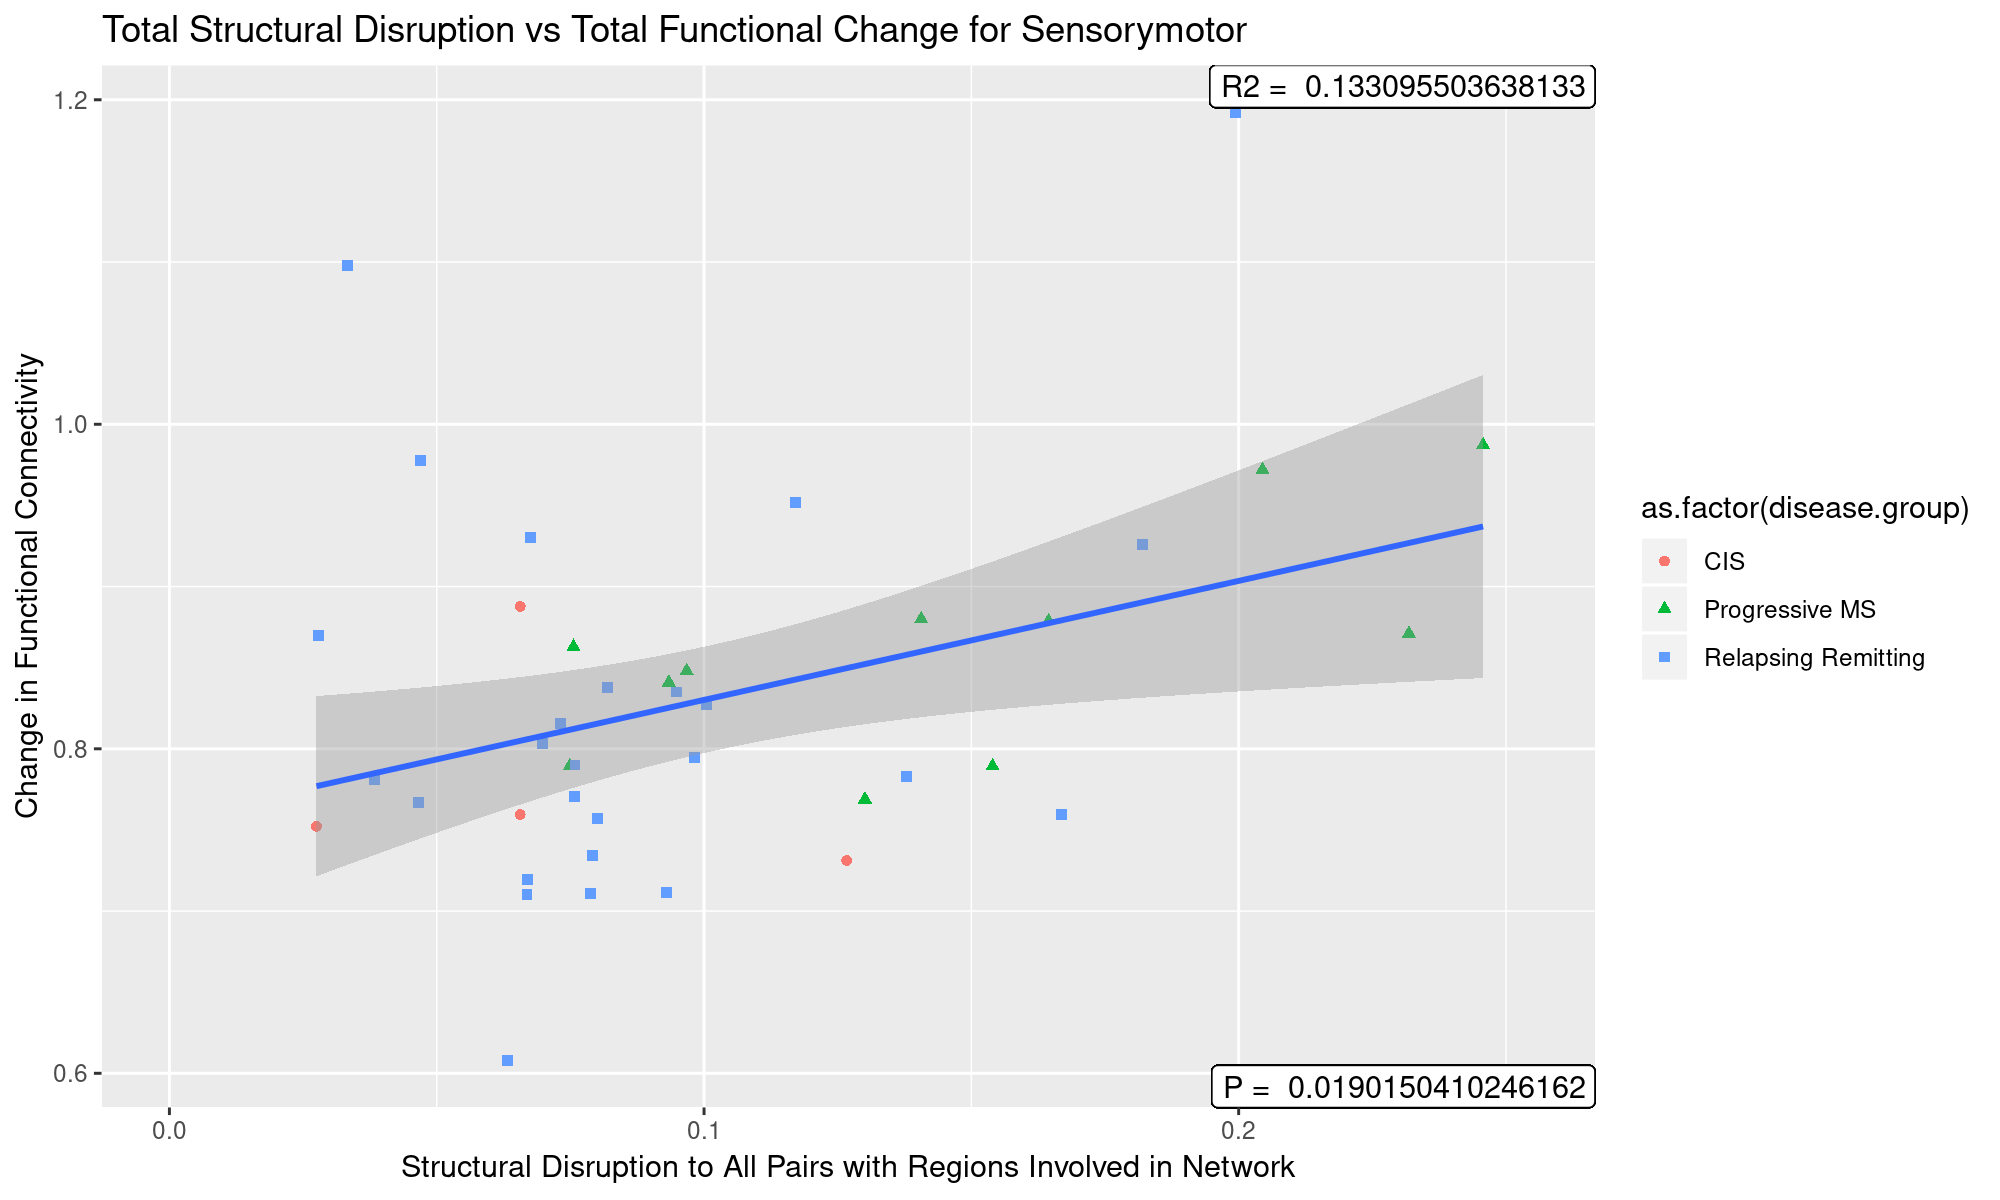 Total Structural Disruption vs Total Functional Change for Sensorymotor
R2 =  0.133095503638133
1.2
1.0
0.8
0.6
Change in Functional Connectivity
as.factor(disease.group)
CIS
Progressive MS
Relapsing Remitting
P =  0.0190150410246162
0.0
0.1
0.2
Structural Disruption to All Pairs with Regions Involved in Network